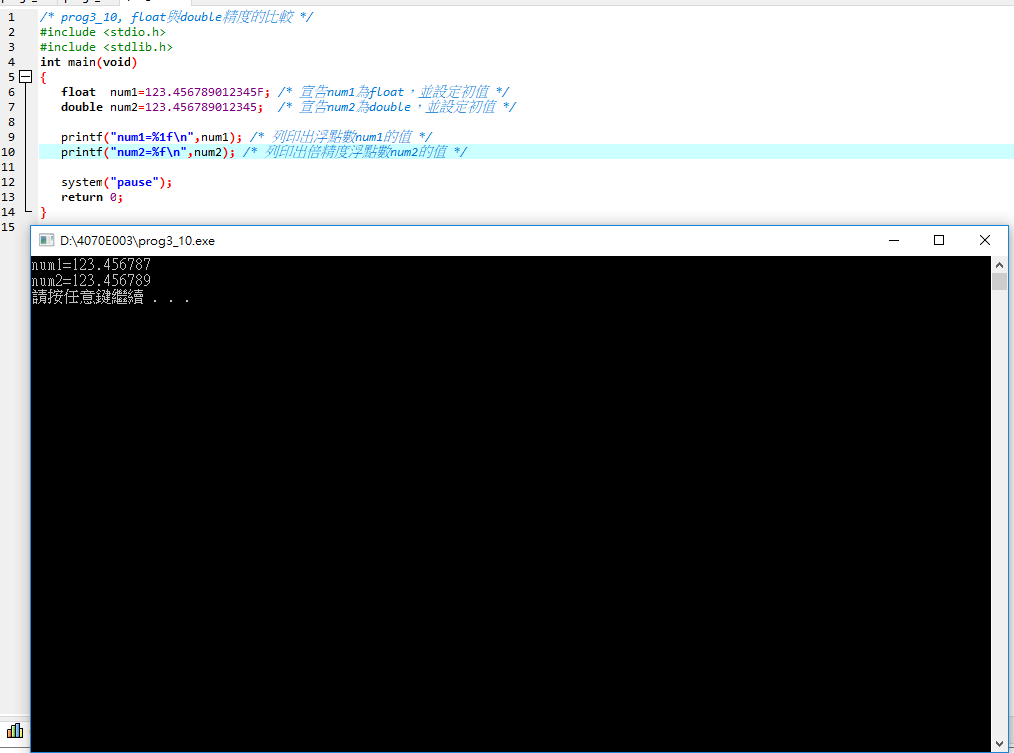 1 /* prog3_10, float與double精度的比較 */
2 #include <stdio.h>
3 #include <stdlib.h>
4 int main(void)
5 {
6 float num1=123.456789012345F; /* 宣告num1為float，並設定初值 */
7 double num2=123.456789012345; /* 宣告num2為double，並設定初值 */
8
9 printf("num1=%1f\n",num1); /* 列印出浮點數num1的值 */
10 printf("num2=%f\n",num2); /* 列印出倍精度浮點數num2的值 */
11
12 system("pause");
13 return 0;
14 }
15
D:\4070E003\prog3_10.exe
num1=123.456787
num2=123.456789
請按任意鍵繼續 . . .